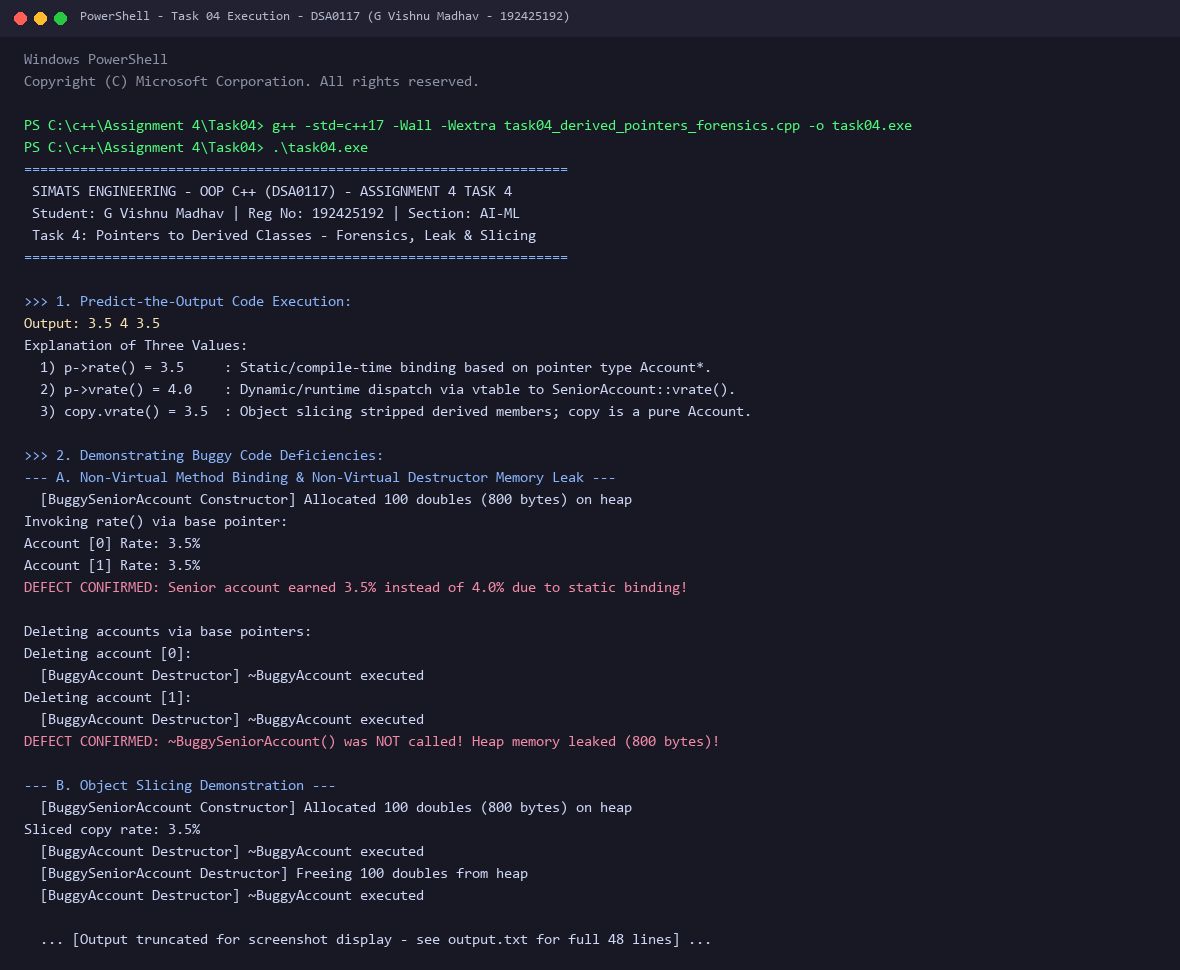 PowerShell - Task 04 Execution - DSA0117 (G Vishnu Madhav - 192425192)
Windows PowerShell
Copyright (C) Microsoft Corporation. All rights reserved.
PS C:\c++\Assignment 4\Task04> g++ -std=c++17 -Wall -Wextra task04_derived_pointers_forensics.cpp -o task04.exe
PS C:\c++\Assignment 4\Task04> .\task04.exe
====================================================================
SIMATS ENGINEERING - OOP C++ (DSA0117) - ASSIGNMENT 4 TASK 4
Student: G Vishnu Madhav | Reg No: 192425192 | Section: AI-ML
Task 4: Pointers to Derived Classes - Forensics, Leak & Slicing
====================================================================
>>> 1. Predict-the-Output Code Execution:
Output: 3.5 4 3.5
Explanation of Three Values:
1) p->rate() = 3.5     : Static/compile-time binding based on pointer type Account*.
2) p->vrate() = 4.0    : Dynamic/runtime dispatch via vtable to SeniorAccount::vrate().
3) copy.vrate() = 3.5  : Object slicing stripped derived members; copy is a pure Account.
>>> 2. Demonstrating Buggy Code Deficiencies:
--- A. Non-Virtual Method Binding & Non-Virtual Destructor Memory Leak ---
[BuggySeniorAccount Constructor] Allocated 100 doubles (800 bytes) on heap
Invoking rate() via base pointer:
Account [0] Rate: 3.5%
Account [1] Rate: 3.5%
DEFECT CONFIRMED: Senior account earned 3.5% instead of 4.0% due to static binding!
Deleting accounts via base pointers:
Deleting account [0]:
[BuggyAccount Destructor] ~BuggyAccount executed
Deleting account [1]:
[BuggyAccount Destructor] ~BuggyAccount executed
DEFECT CONFIRMED: ~BuggySeniorAccount() was NOT called! Heap memory leaked (800 bytes)!
--- B. Object Slicing Demonstration ---
[BuggySeniorAccount Constructor] Allocated 100 doubles (800 bytes) on heap
Sliced copy rate: 3.5%
[BuggyAccount Destructor] ~BuggyAccount executed
[BuggySeniorAccount Destructor] Freeing 100 doubles from heap
[BuggyAccount Destructor] ~BuggyAccount executed
... [Output truncated for screenshot display - see output.txt for full 48 lines] ...